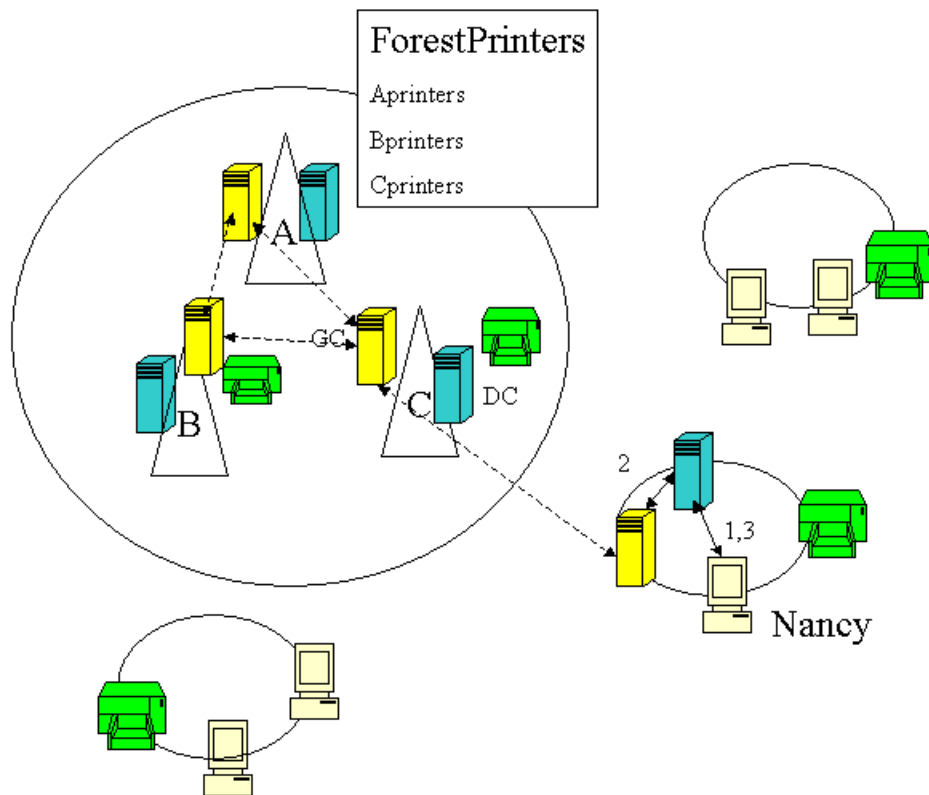 ForestPrinters
Aprinters
Bprinters
Cprinters
A
GC
B
C
DC
2
1,3
Nancy